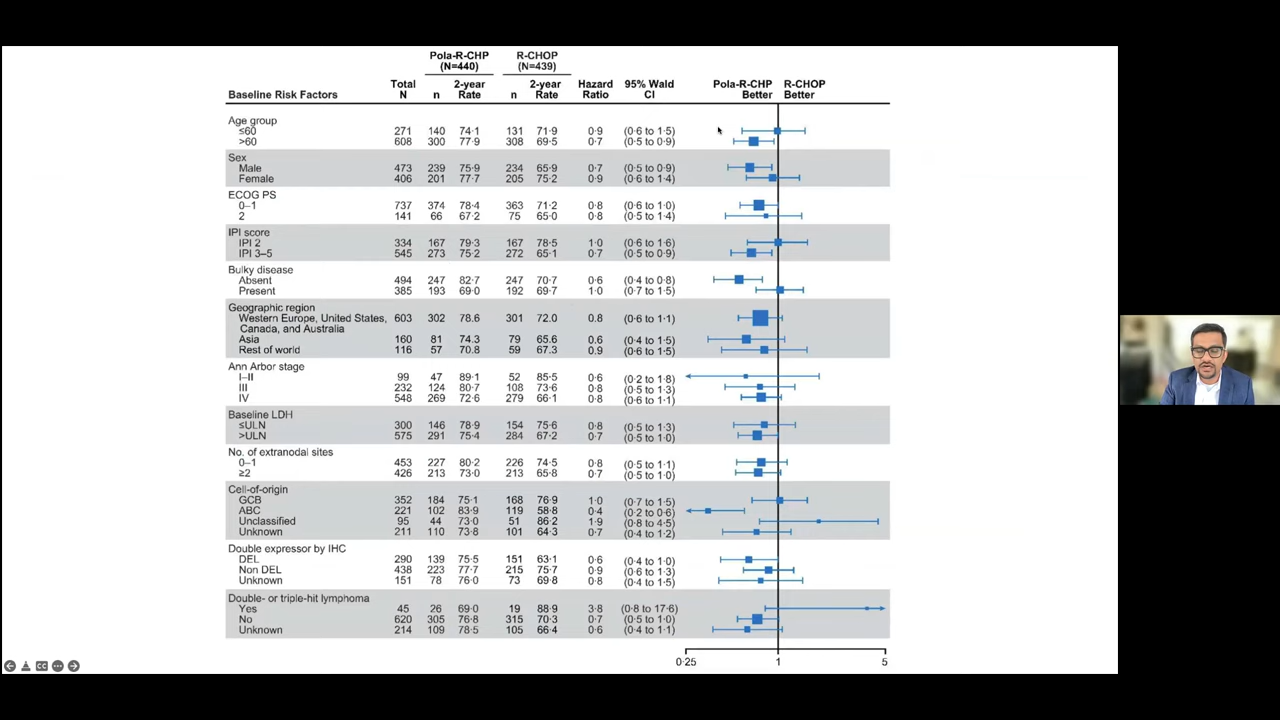 Pola-R-CHP (N=440) R-CHOP (N=439)
Baseline Risk Factors Total N n 2-year Rate n 2-year Rate Hazard Ratio 95% Wald CI Pola-R-CHP Better R-CHOP Better
Age group
≤60 271 140 74·1 131 71·9 0·9 (0·6 to 1·5)
>60 608 300 77·9 308 69·5 0·7 (0·5 to 0·9)
Sex
Male 473 239 75·9 234 65·9 0·7 (0·5 to 0·9)
Female 406 201 77·7 205 75·2 0·9 (0·6 to 1·4)
ECOG PS
0–1 737 374 78·4 363 71·2 0·8 (0·6 to 1·0)
2 141 66 67·2 75 65·0 0·8 (0·5 to 1·4)
IPI score
IPI 2 334 167 79·3 167 78·5 1·0 (0·6 to 1·6)
IPI 3–5 545 273 75·2 272 65·1 0·7 (0·5 to 0·9)
Bulky disease
Absent 494 247 82·7 247 70·7 0·6 (0·4 to 0·8)
Present 385 193 69·0 192 69·7 1·0 (0·7 to 1·5)
Geographic region
Western Europe, United States, 603 302 78·6 301 72·0 0·8 (0·6 to 1·1)
Canada, and Australia
Asia 160 81 74·3 79 65·6 0·6 (0·4 to 1·5)
Rest of world 116 57 70·8 59 67·3 0·9 (0·6 to 1·5)
Ann Arbor stage
I–II 99 47 89·1 52 85·5 0·6 (0·2 to 1·8)
III 232 124 80·7 108 73·6 0·8 (0·5 to 1·3)
IV 548 269 72·6 279 66·1 0·8 (0·6 to 1·1)
Baseline LDH
≤ULN 300 146 78·9 154 75·6 0·8 (0·5 to 1·3)
>ULN 575 291 75·4 284 67·2 0·7 (0·5 to 1·0)
No. of extranodal sites
0–1 453 227 80·2 226 74·5 0·8 (0·5 to 1·1)
≥2 426 213 73·0 213 65·8 0·7 (0·5 to 1·0)
Cell-of-origin
GCB 352 184 75·1 168 76·9 1·0 (0·7 to 1·5)
ABC 221 102 83·9 119 58·8 0·4 (0·2 to 0·6)
Unclassified 95 44 73·0 51 86·2 1·9 (0·8 to 4·5)
Unknown 211 110 73·8 101 64·3 0·7 (0·4 to 1·2)
Double expressor by IHC
DEL 290 139 75·5 151 63·1 0·6 (0·4 to 1·0)
Non DEL 438 223 77·7 215 75·7 0·9 (0·6 to 1·3)
Unknown 151 78 76·0 73 69·8 0·8 (0·4 to 1·5)
Double- or triple-hit lymphoma
Yes 45 26 69·0 19 88·9 3·8 (0·8 to 17·6)
No 620 305 76·8 315 70·3 0·7 (0·5 to 1·0)
Unknown 214 109 78·5 105 66·4 0·6 (0·4 to 1·1)
0·25 1 5
CC